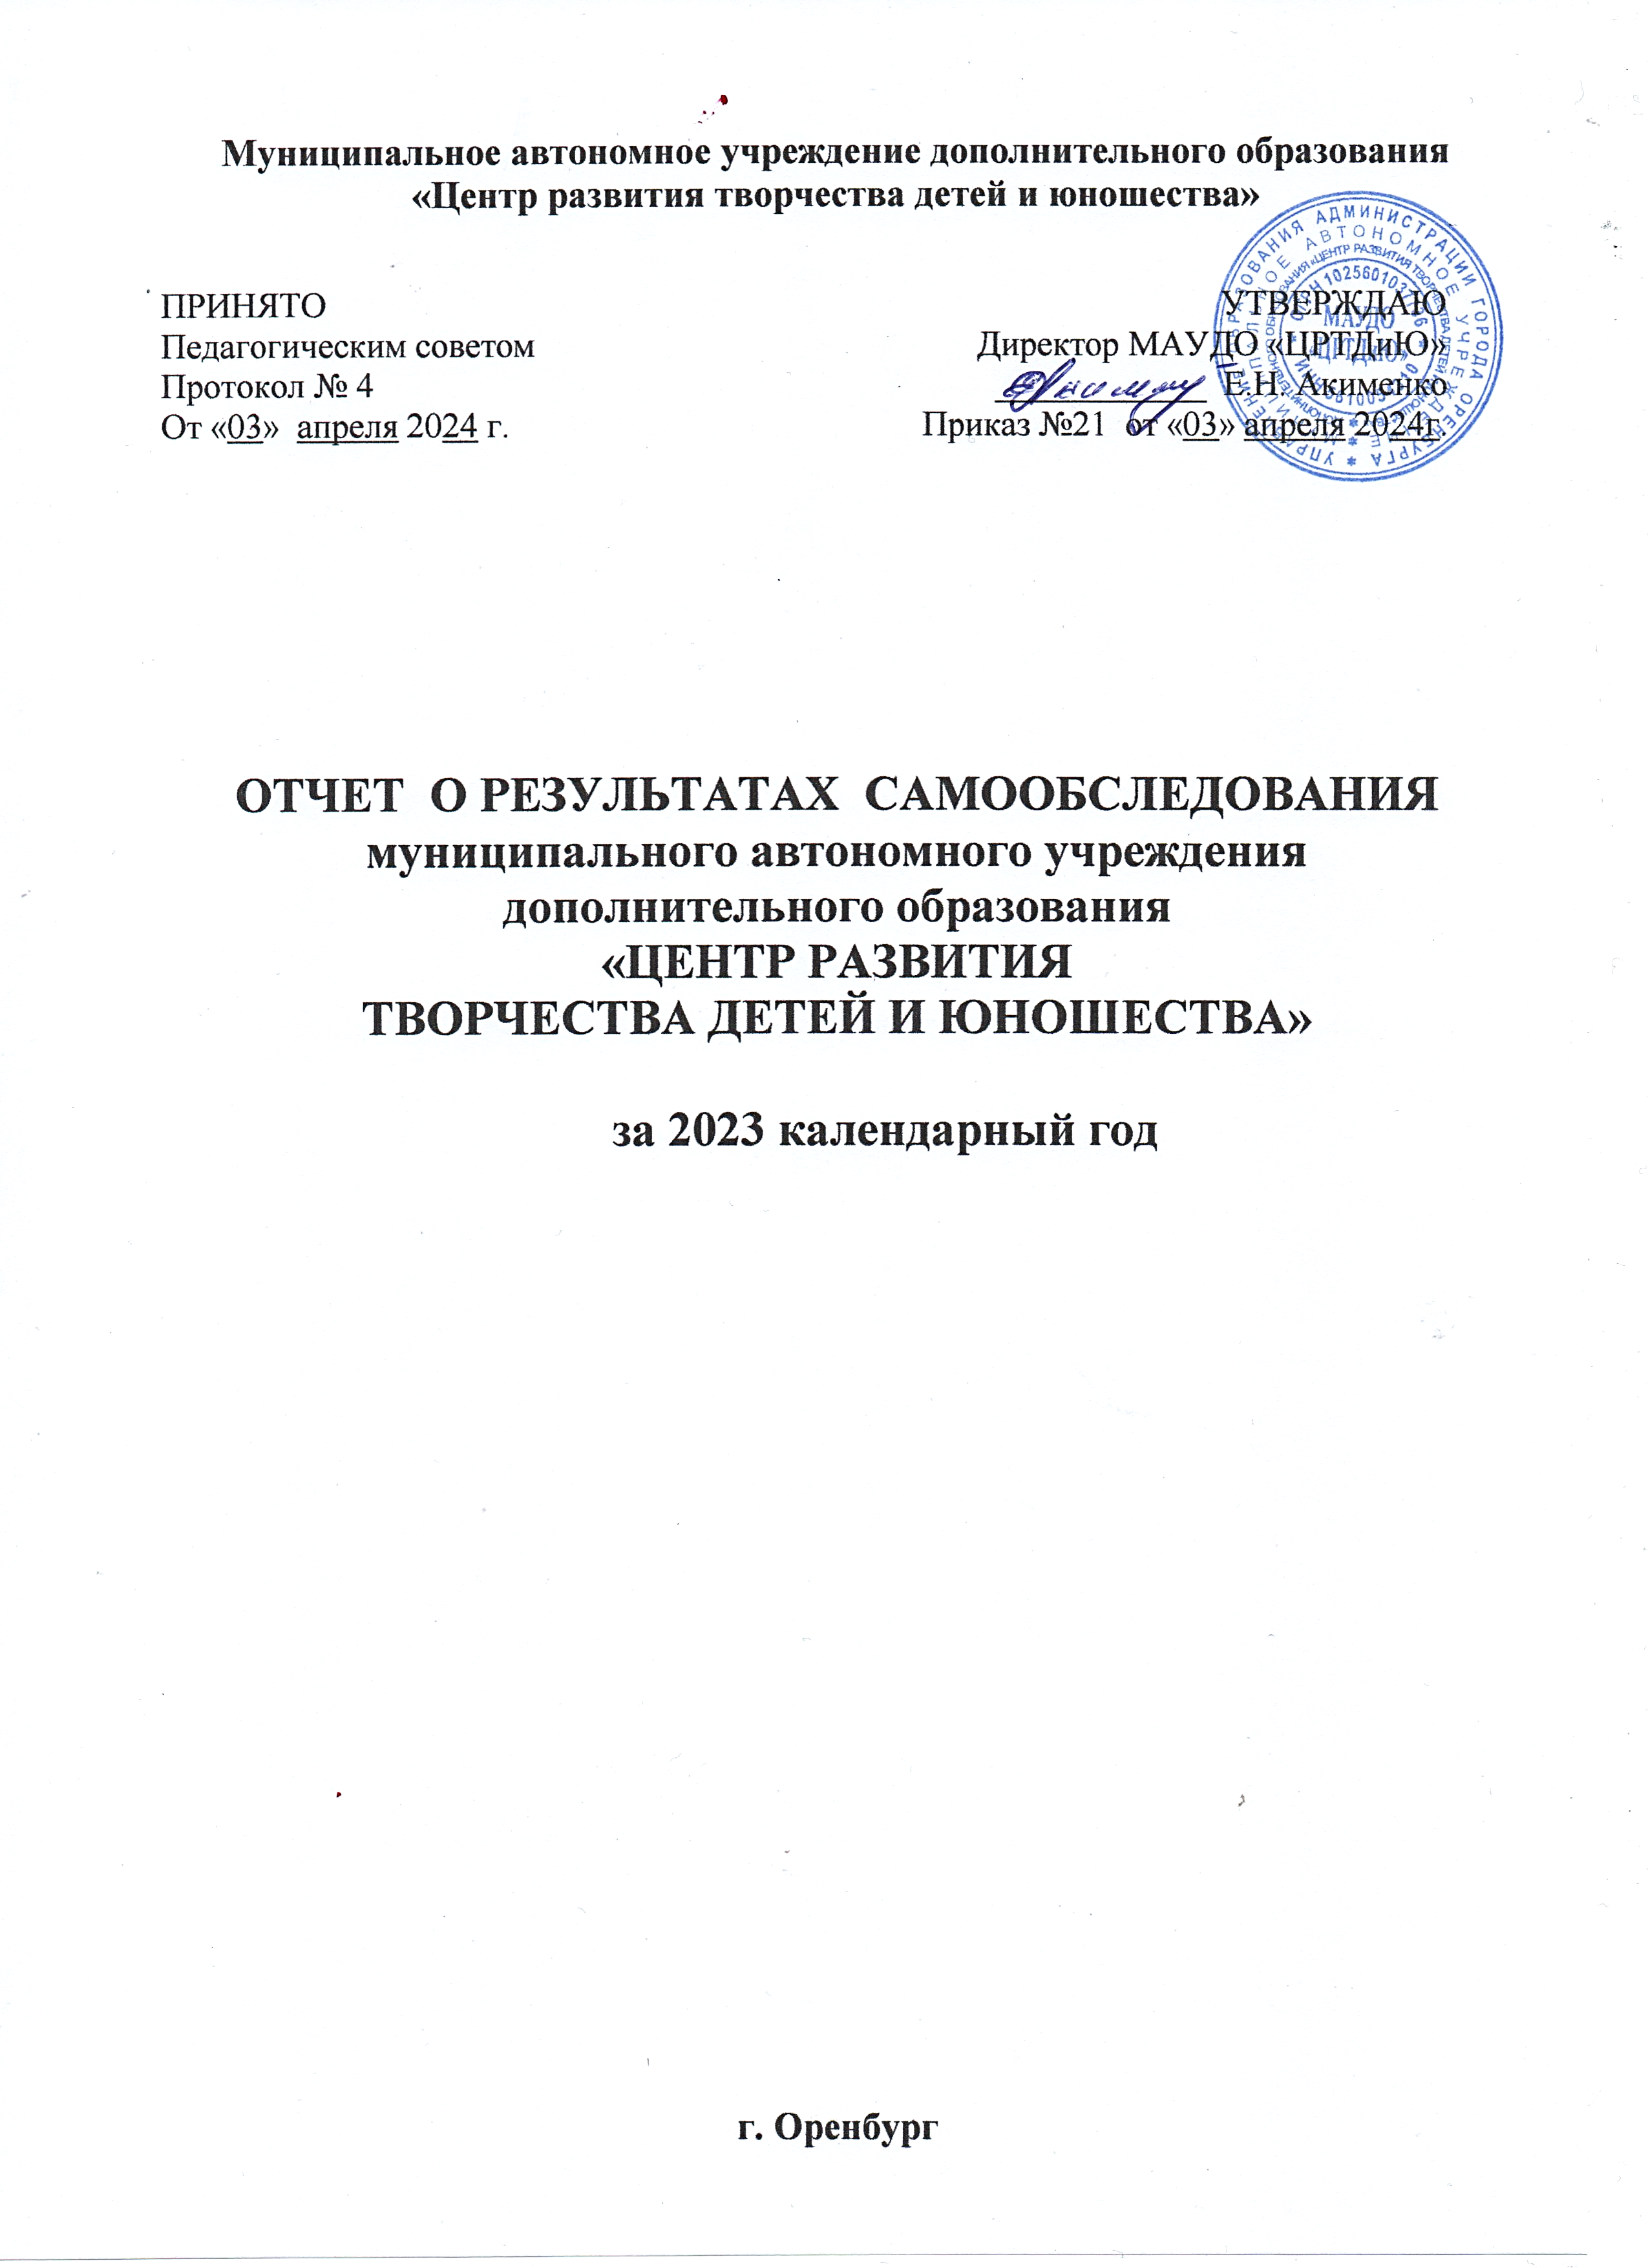 Муниципальное автономное учреждение дополнительного образования
«Центр развития творчества детей и юношества»
ПРИНЯТО
Педагогическим советом
Протокол № 4
От «03» апреля 2024 г.
УТВЕРЖДАЮ
Директор МАУДО «ЦРТДиЮ»
Е.Н. Акименко
Приказ №21 от «03» апреля 2024г.
МАУДО
«ЦРТДиЮ»
ОТЧЕТ О РЕЗУЛЬТАТАХ САМООБСЛЕДОВАНИЯ
муниципального автономного учреждения
дополнительного образования
«ЦЕНТР РАЗВИТИЯ
ТВОРЧЕСТВА ДЕТЕЙ И ЮНОШЕСТВА»
за 2023 календарный год
г. Оренбург